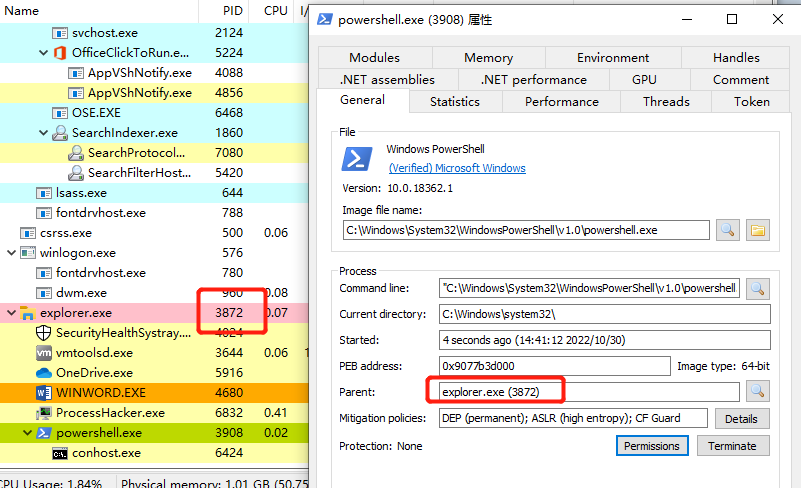 Name PID CPU I/
svchost.exe 2124
OfficeClickToRun.e... 5224
AppVShNotify.exe 4088
AppVShNotify.exe 4856
OSE.EXE 6468
SearchIndexer.exe 1860
SearchProtocol... 7080
SearchFilterHost... 5420
lsass.exe 644
fontdrvhost.exe 788
csrss.exe 500 0.06
winlogon.exe 576
fontdrvhost.exe 780
dwm.exe 960 0.08
explorer.exe 3872 0.07
SecurityHealthSystray.... 4024
vmtoolsd.exe 3644 0.06
OneDrive.exe 5916
WINWORD.EXE 4680
ProcessHacker.exe 6832 0.41
powershell.exe 3908 0.02
conhost.exe 6424
CPU Usage: 1.84% Physical memory: 1.01 GB (50.75
powershell.exe (3908) 属性
Modules Memory Environment Handles
.NET assemblies .NET performance GPU Comment
General Statistics Performance Threads Token
File
Windows PowerShell
(Verified) Microsoft Windows
Version: 10.0.18362.1
Image file name:
C:\Windows\System32\WindowsPowerShell\v1.0\powershell.exe
Process
Command line: "C:\Windows\System32\WindowsPowerShell\v1.0\powershell
Current directory: C:\Windows\system32\
Started: 4 seconds ago (14:41:12 2022/10/30)
PEB address: 0x9077b3d000 Image type: 64-bit
Parent: explorer.exe (3872)
Mitigation policies: DEP (permanent); ASLR (high entropy); CF Guard Details
Protection: None Permissions Terminate